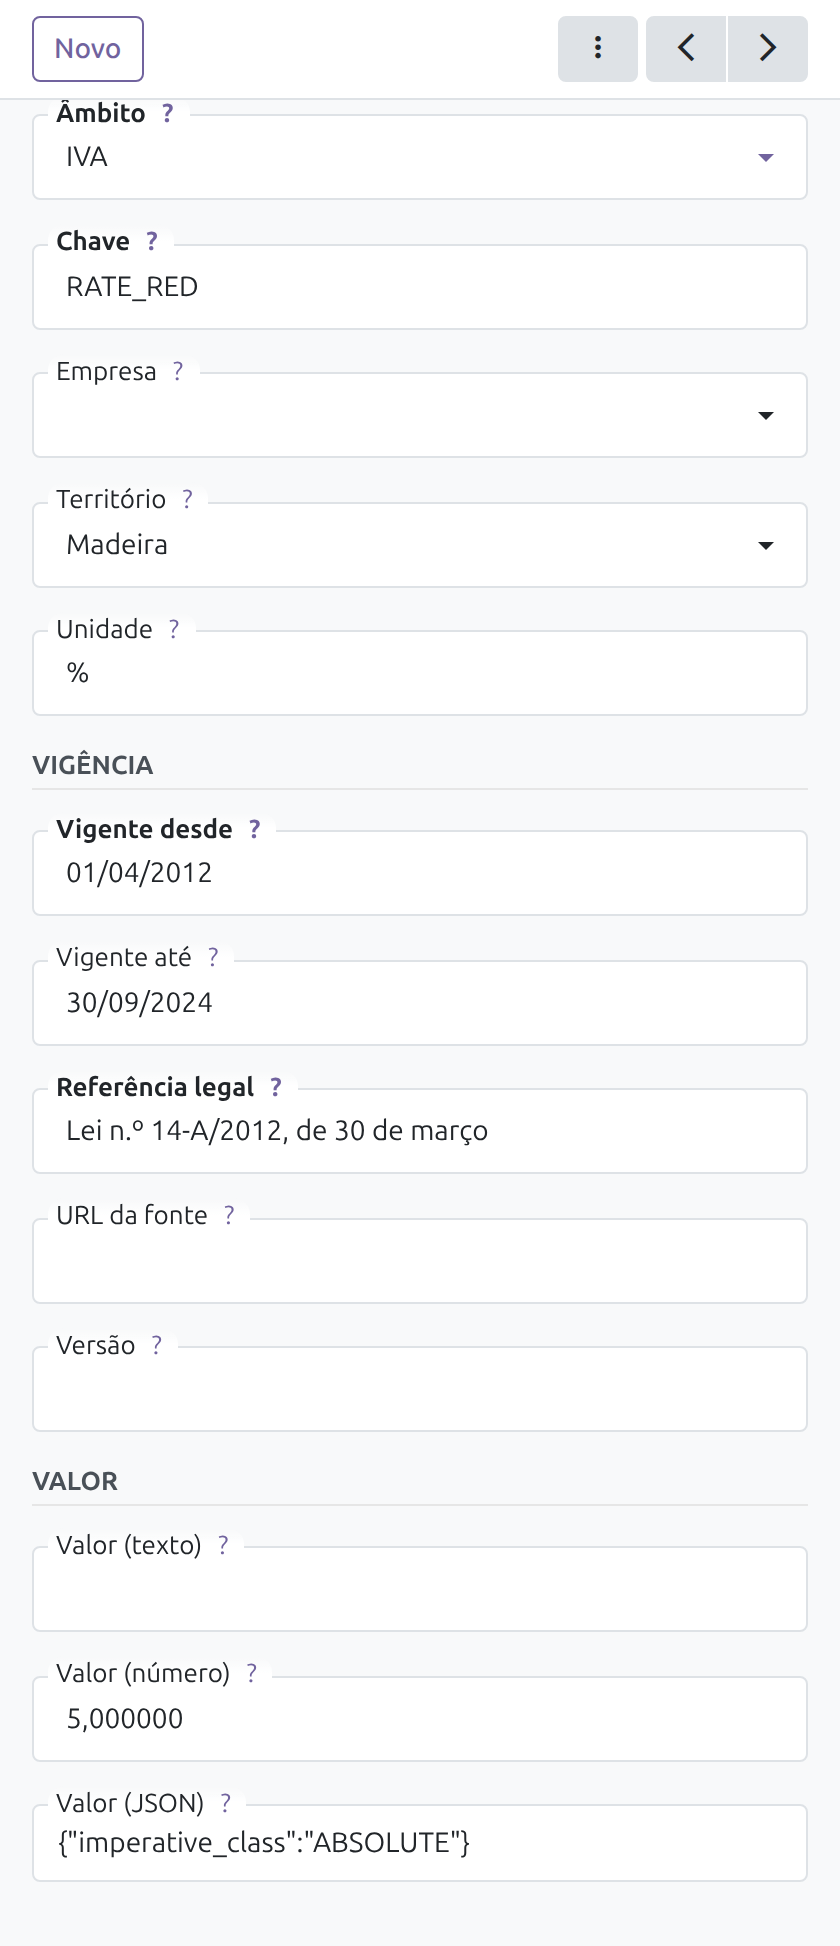 Novo
Âmbito ?
IVA
Chave ?
RATE_RED
Empresa ?
Território ?
Madeira
Unidade ?
%
VIGÊNCIA
Vigente desde ?
01/04/2012
Vigente até ?
30/09/2024
Referência legal ?
Lei n.º 14-A/2012, de 30 de março
URL da fonte ?
Versão ?
VALOR
Valor (texto) ?
Valor (número) ?
5,000000
Valor (JSON) ?
{"imperative_class":"ABSOLUTE"}